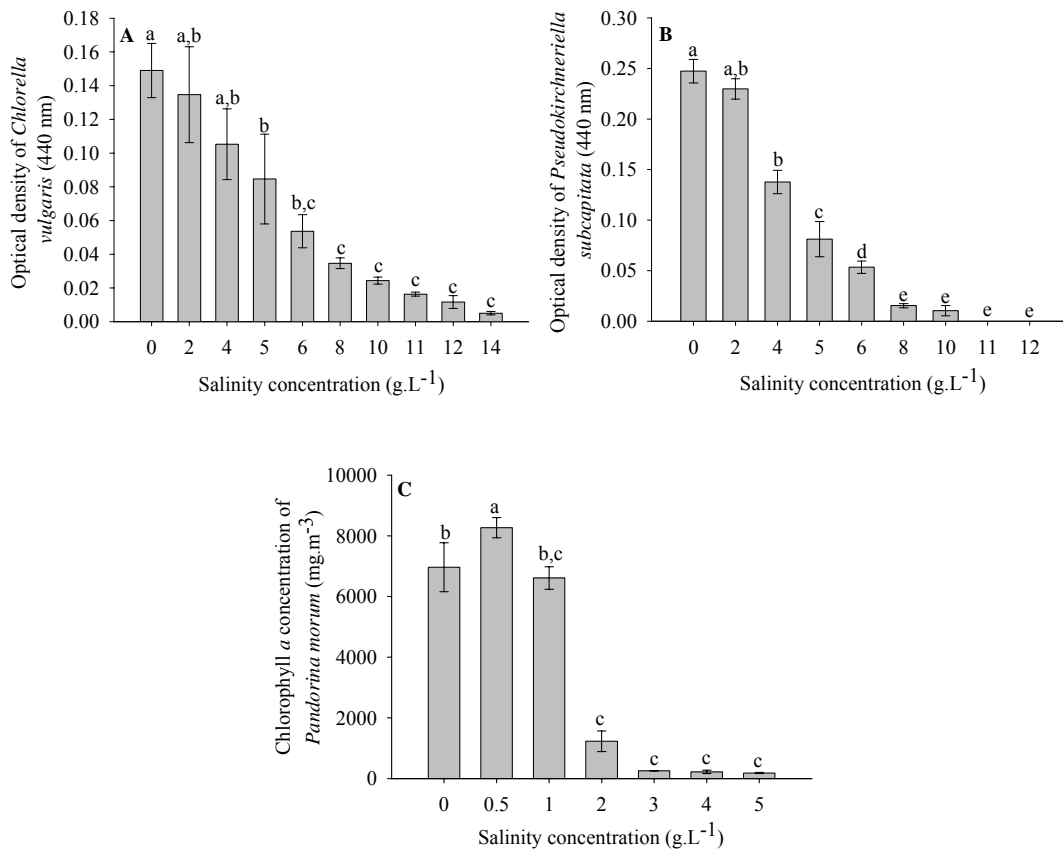 A
Optical density of Chlorella
vulgaris (440 nm)
0.18
0.16
0.14
0.12
0.10
0.08
0.06
0.04
0.02
0.00
a
a,b
a,b
b
b,c
c
c
c
c
c
0 2 4 5 6 8 10 11 12 14
Salinity concentration (g.L-1)
B
Optical density of Pseudokirchneriella
subcapitata (440 nm)
0.30
0.25
0.20
0.15
0.10
0.05
0.00
a
a,b
b
c
d
e
e
e
e
0 2 4 5 6 8 10 11 12
Salinity concentration (g.L-1)
C
Chlorophyll a concentration of
Pandorina morum (mg.m-3)
10000
8000
6000
4000
2000
0
b
a
b,c
c
c
c
c
0 0.5 1 2 3 4 5
Salinity concentration (g.L-1)